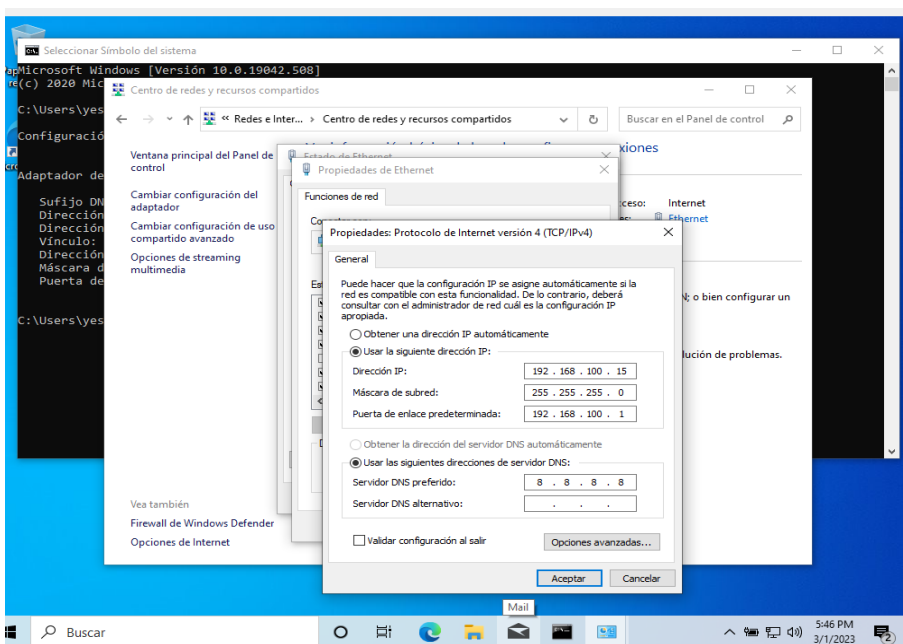 Seleccionar Símbolo del sistema
Microsoft Windows [Versión 10.0.19042.508]
(c) 2020 Mic
C:\Users\yes
Configuració
Adaptador de
Sufijo DN
Dirección
Dirección
Vínculo:
Dirección
Máscara d
Puerta de
C:\Users\yes
Centro de redes y recursos compartidos
« Redes e Inter... > Centro de redes y recursos compartidos
Buscar en el Panel de control
Ventana principal del Panel de
control
Cambiar configuración del
adaptador
Cambiar configuración de uso
compartido avanzado
Opciones de streaming
multimedia
Vea también
Firewall de Windows Defender
Opciones de Internet
xiones
ceso: Internet
Ethernet
; o bien configurar un
lución de problemas.
Estado de Ethernet
Propiedades de Ethernet
Funciones de red
Propiedades: Protocolo de Internet versión 4 (TCP/IPv4)
General
Puede hacer que la configuración IP se asigne automáticamente si la
red es compatible con esta funcionalidad. De lo contrario, deberá
consultar con el administrador de red cuál es la configuración IP
apropiada.
Obtener una dirección IP automáticamente
Usar la siguiente dirección IP:
Dirección IP: 192 . 168 . 100 . 15
Máscara de subred: 255 . 255 . 255 . 0
Puerta de enlace predeterminada: 192 . 168 . 100 . 1
Obtener la dirección del servidor DNS automáticamente
Usar las siguientes direcciones de servidor DNS:
Servidor DNS preferido: 8 . 8 . 8 . 8
Servidor DNS alternativo: . . .
Validar configuración al salir
Opciones avanzadas...
Aceptar Cancelar
Mail
Buscar
5:46 PM
3/1/2023
2